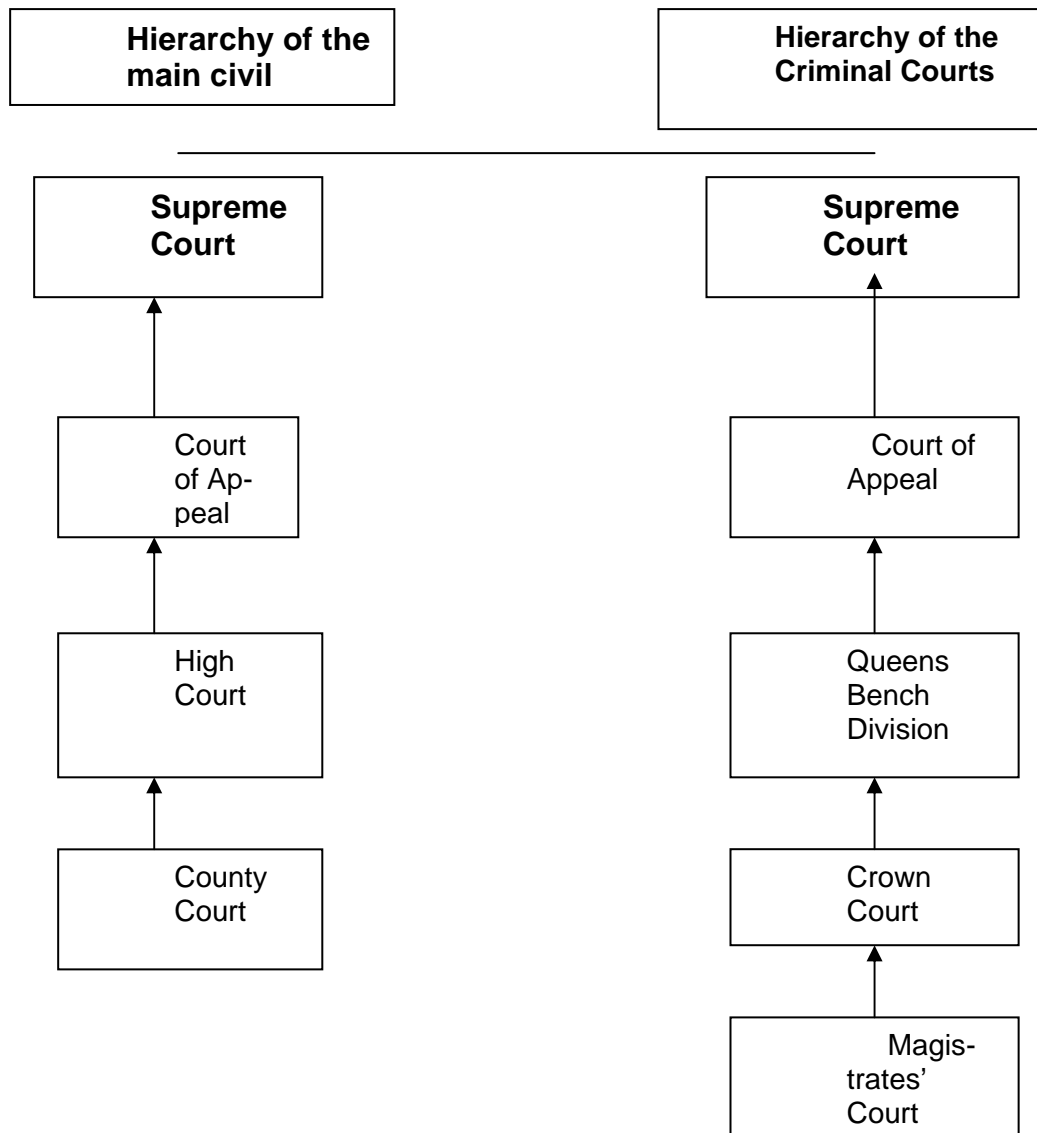 Hierarchy of the
main civil
Hierarchy of the
Criminal Courts
Supreme
Court
Supreme
Court
Court
of Ap-
peal
Court of
Appeal
High
Court
Queens
Bench
Division
County
Court
Crown
Court
Magis-
trates’
Court